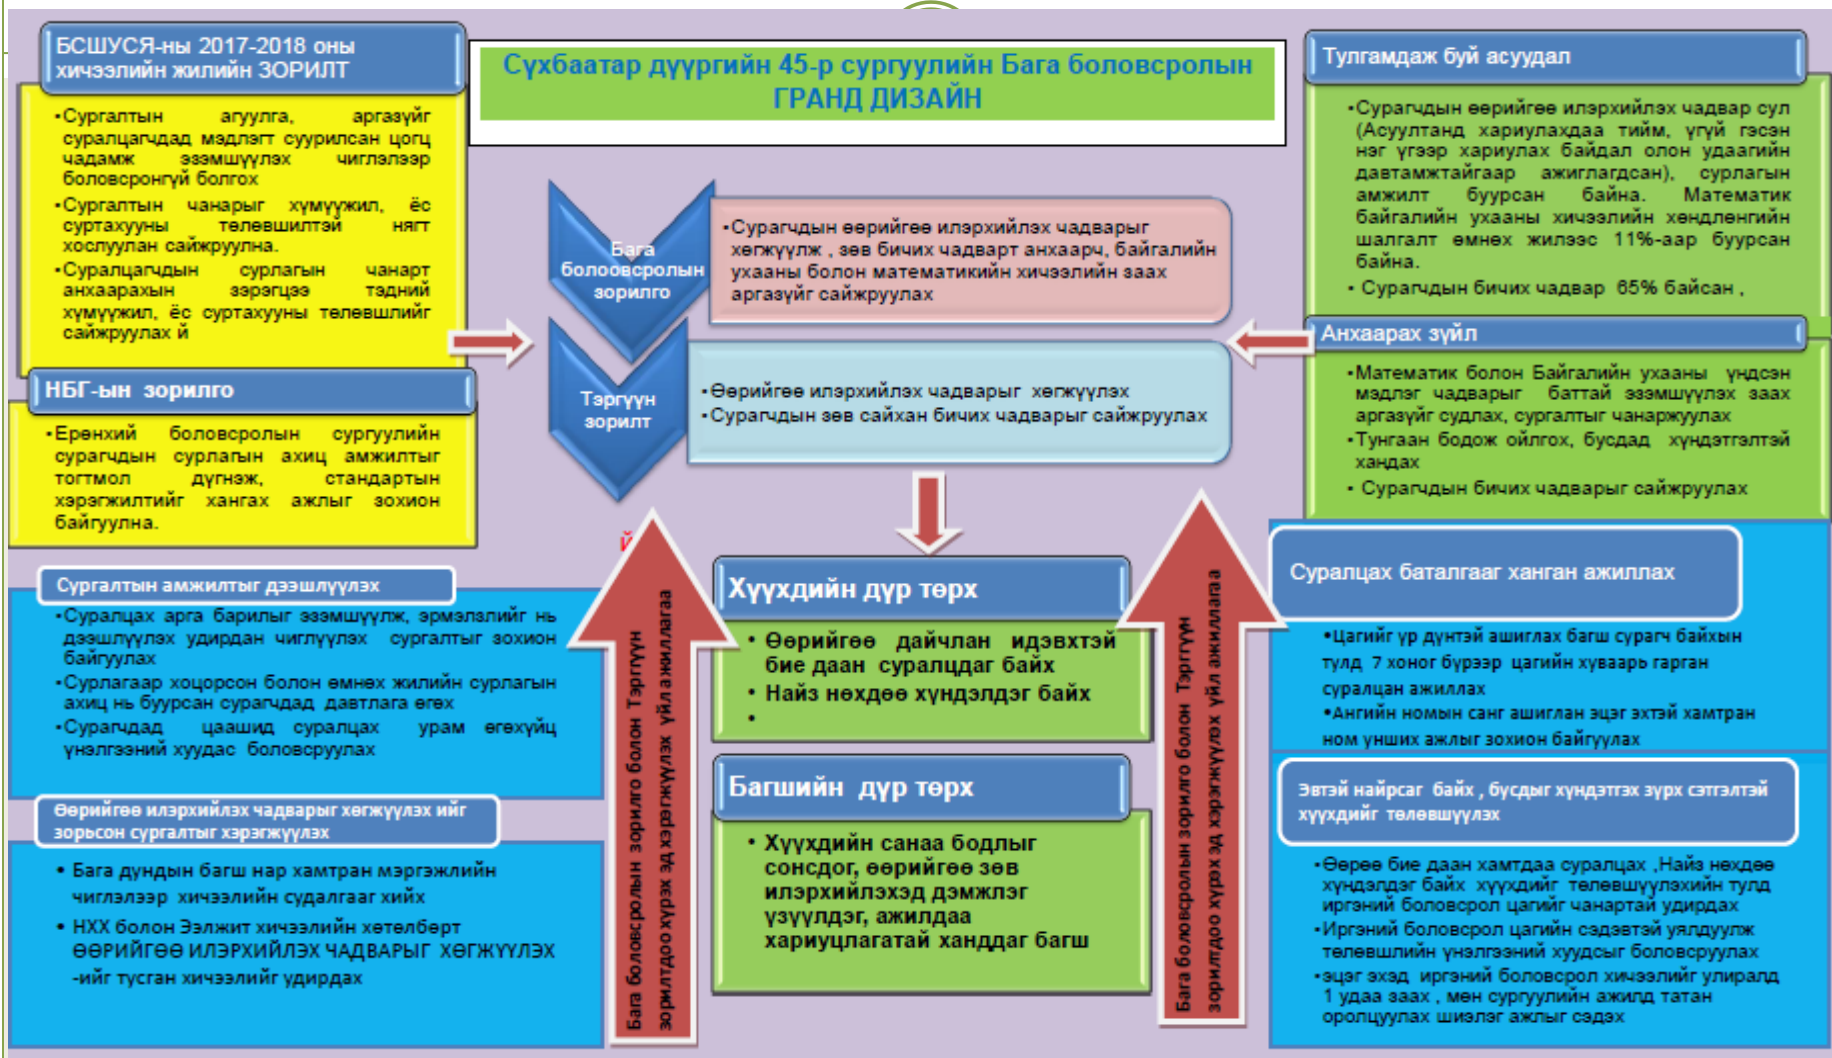 Сүхбаатар дүүргийн 45-р сургуулийн Бага боловсролын
ГРАНД ДИЗАЙН
БСШУСЯ-ны 2017-2018 оны
хичээлийн жилийн ЗОРИЛТ
•Сургалтын агуулга, аргазүйг
суралцагчдад мэдлэгт суурилсан цогц
чадамж эзэмшүүлэх чиглэлээр
боловсронгүй болгох
•Сургалтын чанарыг хүмүүжил, ёс
суртахууны төлөвшилтэй нягт
хослуулан сайжруулна.
•Суралцагчдын сурлагын чанарт
анхаарахын зэрэгцээ тэдний
хүмүүжил, ёс суртахууны төлөвшлийг
сайжруулах й
НБГ-ын зорилго
•Ерөнхий боловсролын сургуулийн
сурагчдын сурлагын ахиц амжилтыг
тогтмол дүгнэж, стандартын
хэрэгжилтийг хангах ажлыг зохион
байгуулна.
Бага
болоовсролын
зорилго
•Сурагчдын өөрийгөө илэрхийлэх чадварыг
хөгжүүлж , зөв бичих чадварт анхаарч, байгалийн
ухааны болон математикийн хичээлийн заах
аргазүйг сайжруулах
Тэргүүн
зорилт
•Өөрийгөө илэрхийлэх чадварыг хөгжүүлэх
•Сурагчдын зөв сайхан бичих чадварыг сайжруулах
Тулгамдаж буй асуудал
•Сурагчдын өөрийгөө илэрхийлэх чадвар сул
(Асуултанд хариулахдаа тийм, үгүй гэсэн
нэг үгээр хариулах байдал олон удаагийн
давтамжтайгаар ажиглагдсан), сурлагын
амжилт буурсан байна. Математик
байгалийн ухааны хичээлийн хөндлөнгийн
шалгалт өмнөх жилээс 11%-аар буурсан
байна.
• Сурагчдын бичих чадвар 65% байсан ,
Анхаарах зүйл
•Математик болон Байгалийн ухааны үндсэн
мэдлэг чадварыг баттай эзэмшүүлэх заах
аргазүйг судлах, сургалтыг чанаржуулах
•Тунгаан бодож ойлгох, бусдад хүндэтгэлтэй
хандах
• Сурагчдын бичих чадварыг сайжруулах
Сургалтын амжилтыг дээшлүүлэх
•Суралцах арга барилыг эзэмшүүлж, эрмэлзлийг нь
дээшлүүлэх удирдан чиглүүлэх сургалтыг зохион
байгуулах
•Сурлагаар хоцорсон болон өмнөх жилийн сурлагын
ахиц нь буурсан сурагчдад давтлага өгөх
•Сурагчдад цаашид суралцах урам өгөхүйц
үнэлгээний хуудас боловсруулах
Өөрийгөө илэрхийлэх чадварыг хөгжүүлэх ийг
зорьсон сургалтыг хэрэгжүүлэх
• Бага дундын багш нар хамтран мэргэжлийн
чиглэлээр хичээлийн судалгааг хийх
• НХХ болон Ээлжит хичээлийн хөтөлбөрт
ӨӨРИЙГӨӨ ИЛЭРХИЙЛЭХ ЧАДВАРЫГ ХӨГЖҮҮЛЭХ
-ийг тусган хичээлийг удирдах
й
Бага боловсролын зорилго болон Тэргүүн
зорилтдоо хүрэх эд хэрэгжүүлэх үйл ажиллагаа
Хүүхдийн дүр төрх
• Өөрийгөө дайчлан идэвхтэй
бие даан суралцдаг байх
• Найз нөхдөө хүндэлдэг байх
•
Багшийн дүр төрх
• Хүүхдийн санаа бодлыг
сонсдог, өөрийгөө зөв
илэрхийлэхэд дэмжлэг
үзүүлдэг, ажилдаа
хариуцлагатай ханддаг багш
Бага боловсролын зорилго болон Тэргүүн
зорилтдоо хүрэх эд хэрэгжүүлэх үйл ажиллагаа
Суралцах баталгааг ханган ажиллах
•Цагийг үр дүнтэй ашиглах багш сурагч байхын
тулд 7 хоног бүрээр цагийн хуваарь гарган
суралцан ажиллах
•Ангийн номын санг ашиглан эцэг эхтэй хамтран
ном унших ажлыг зохион байгуулах
Эвтэй найрсаг байх , бусдыг хүндэтгэх зүрх сэтгэлтэй
хүүхдийг төлөвшүүлэх
•Өөрөө бие даан хамтдаа суралцах ,Найз нөхдөө
хүндэлдэг байх хүүхдийг төлөвшүүлэхийн тулд
иргэний боловсрол цагийг чанартай удирдах
•Иргэний боловсрол цагийн сэдэвтэй уялдуулж
төлөвшлийн үнэлгээний хуудсыг боловсруулах
•эцэг эхэд иргэний боловсрол хичээлийг улиралд
1 удаа заах , мөн сургуулийн ажилд татан
оролцуулах шиэлэг ажлыг сэдэх